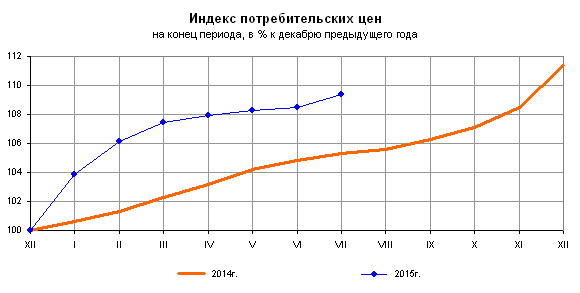 Индекс потребительских цен
на конец периода, в % к декабрю предыдущего года
112
110
108
106
104
102
100
XII I II III IV V VI VII VIII IX X XI XII
2014г. 2015г.